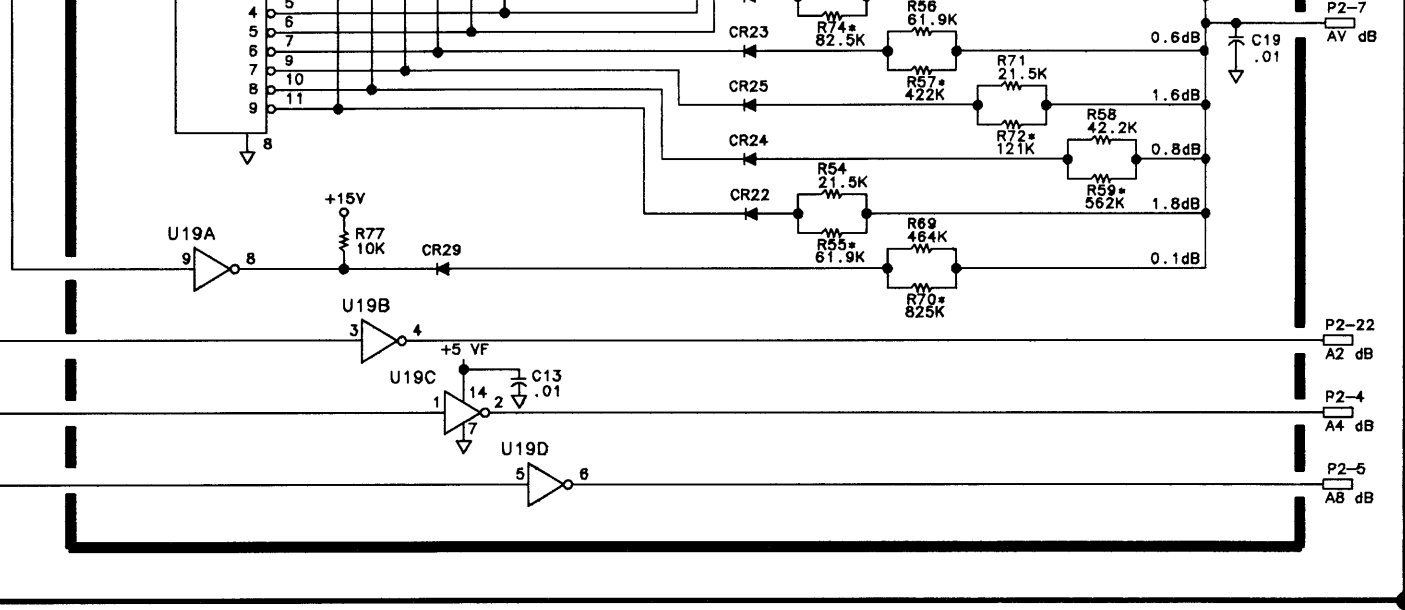 4
5
5
6
6
7
7
9
8
10
9
11
8
R74*
82.5K
R56
61.9K
P2-7
AV dB
CR23
0.6dB
C19
.01
R57*
422K
R71
21.5K
CR25
1.6dB
R72*
121K
R58
42.2K
CR24
0.8dB
R59*
562K
R54
21.5K
CR22
1.8dB
R55*
61.9K
+15V
R77
10K
U19A
9
8
CR29
R69
464K
0.1dB
R70*
825K
U19B
3
4
P2-22
A2 dB
+5 VF
C13
.01
U19C
14
1
2
7
P2-4
A4 dB
U19D
5
6
P2-5
A8 dB